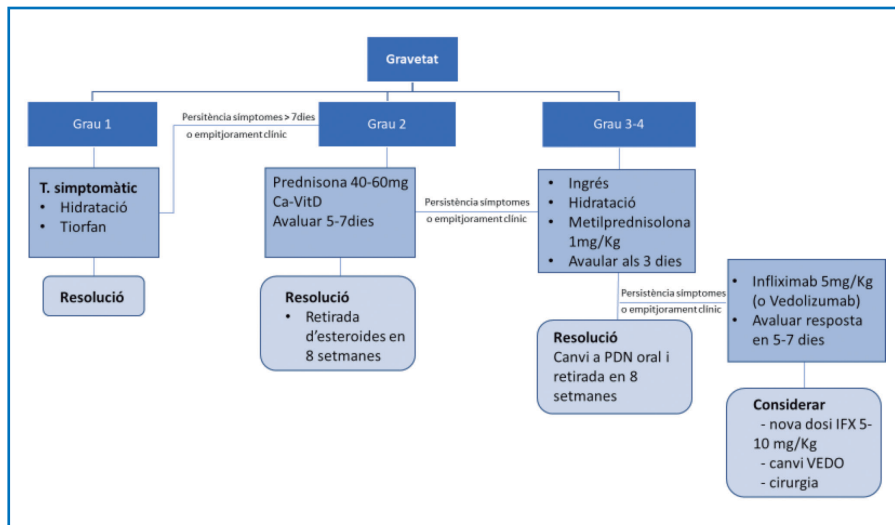 Gravetat
Grau 1
Persitència símptomes > 7dies
o empitjorament clínic
Grau 2
Grau 3-4
T. simptomàtic
• Hidratació
• Tiorfan
Prednisona 40-60mg
Ca-VitD
Avaluar 5-7dies
Persistència símptomes
o empitjorament clínic
• Ingrés
• Hidratació
• Metilprednisolona
1mg/Kg
• Avaular als 3 dies
Resolució
Resolució
• Retirada
d'esteroides en
8 setmanes
Persistència símptomes
o empitjorament clínic
• Infliximab 5mg/Kg
(o Vedolizumab)
• Avaluar resposta
en 5-7 dies
Resolució
Canvi a PDN oral i
retirada en 8
setmanes
Considerar
- nova dosi IFX 5-
10 mg/Kg
- canvi VEDO
- cirurgia